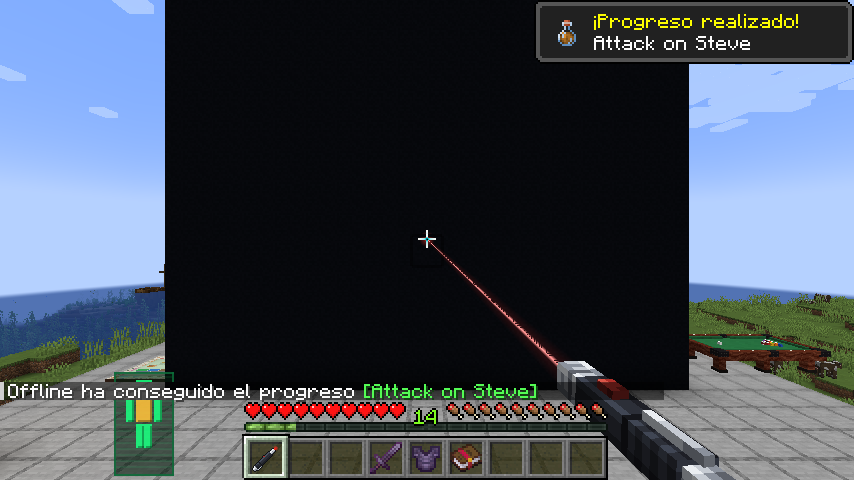 ¡Progreso realizado!
Attack on Steve
Offline ha conseguido el progreso [Attack on Steve]
14